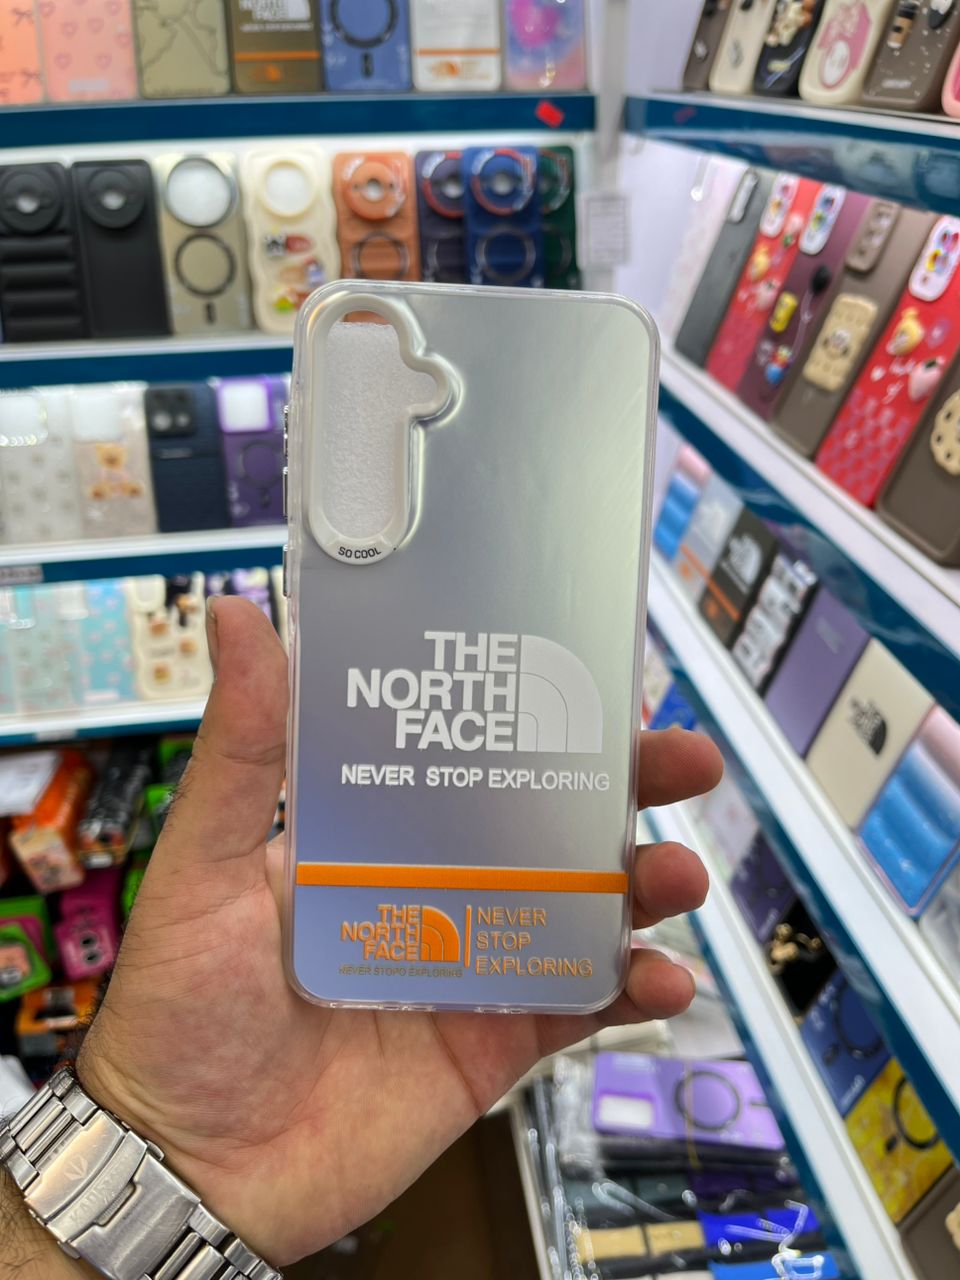 SO COOL
THE
NORTH
FACE
NEVER STOP EXPLORING
THE
NORTH
FACE
NEVER STOPO EXPLORING
NEVER
STOP
EXPLORING